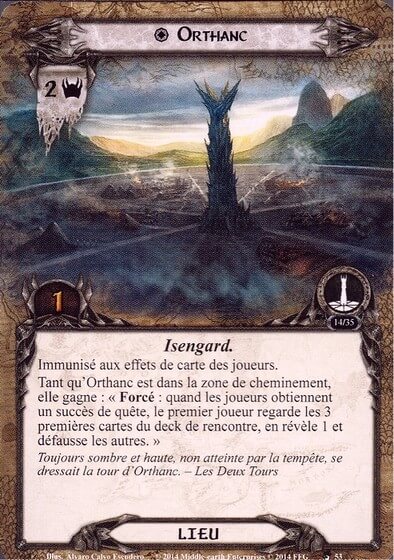 Orthanc
2
1
14/35
Isengard.
Immunisé aux effets de carte des joueurs.
Tant qu'Orthanc est dans la zone de cheminement,
elle gagne : « Forcé : quand les joueurs obtiennent
un succès de quête, le premier joueur regarde les 3
premières cartes du deck de rencontre, en révèle 1 et
défausse les autres. »
Toujours sombre et haute, non atteinte par la tempête, se
dressait la tour d'Orthanc. – Les Deux Tours
LIEU
Illus. Alvaro Calvo Escudero © 2014 Middle-earth Enterprises © 2014 FFG 53